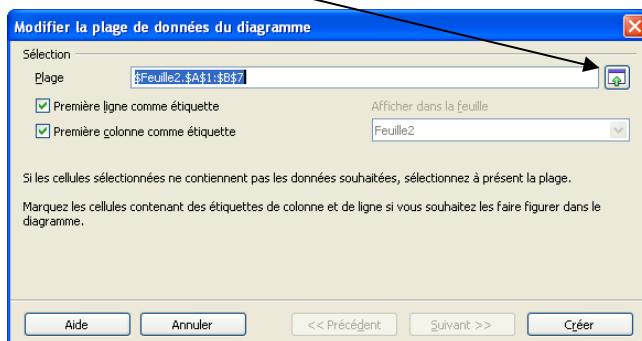 Modifier la plage de données du diagramme
Sélection
Plage $Feuille2.$A$1:$B$7
Première ligne comme étiquette Afficher dans la feuille
Première colonne comme étiquette Feuille2
Si les cellules sélectionnées ne contiennent pas les données souhaitées, sélectionnez à présent la plage.
Marquez les cellules contenant des étiquettes de colonne et de ligne si vous souhaitez les faire figurer dans le
diagramme.
Aide Annuler << Précédent Suivant >> Créer